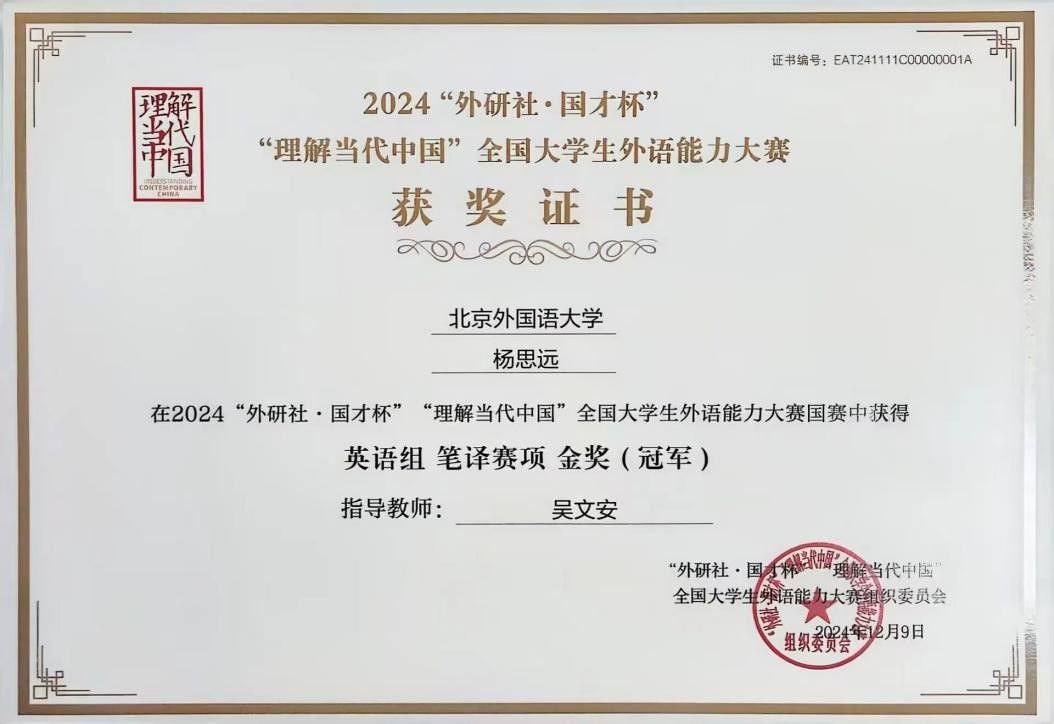 证书编号：EAT241111C00000001A
理解
当代
中国
UNDERSTANDING
CONTEMPORARY
CHINA
2024“外研社·国才杯”
“理解当代中国”全国大学生外语能力大赛
获奖证书
北京外国语大学
杨思远
在2024“外研社·国才杯”“理解当代中国”全国大学生外语能力大赛国赛中获得
英语组 笔译赛项 金奖（冠军）
指导教师： 吴文安
“外研社·国才杯”“理解当代中国”
全国大学生外语能力大赛组织委员会
2024年12月9日
组织委员会